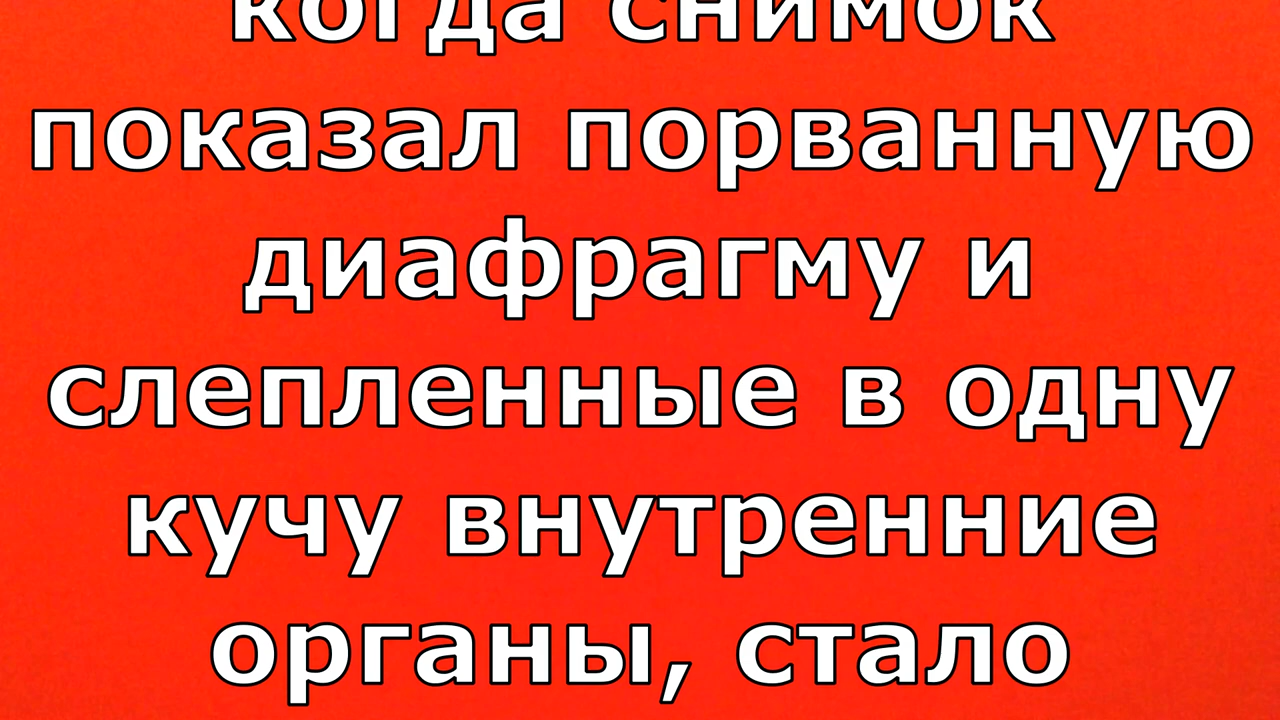 когда снимок
показал порванную
диафрагму и
слепленные в одну
кучу внутренние
органы, стало